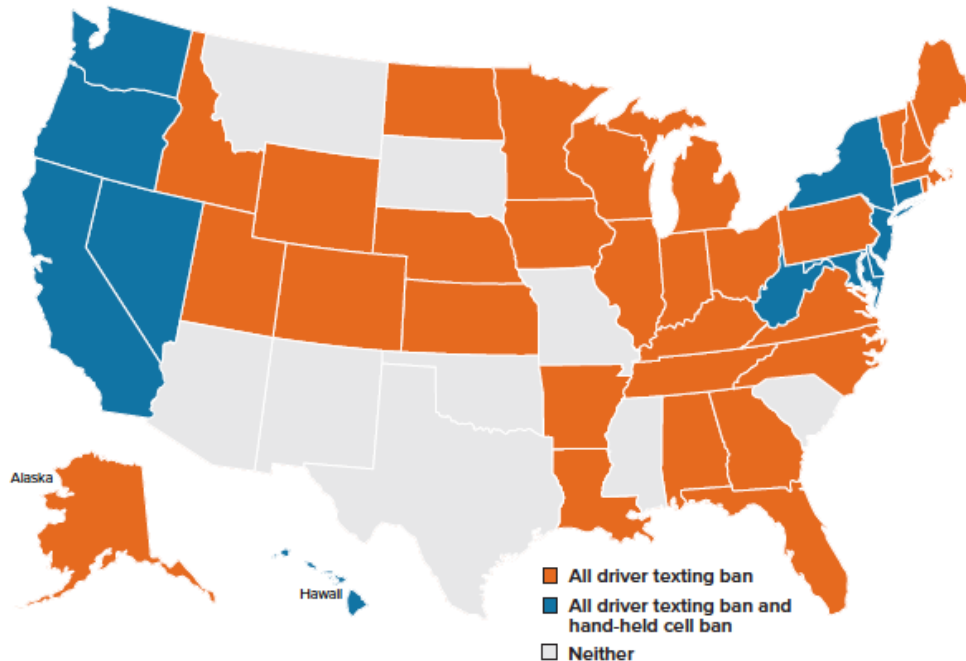 Alaska
Hawaii
All driver texting ban
All driver texting ban and
hand-held cell ban
Neither